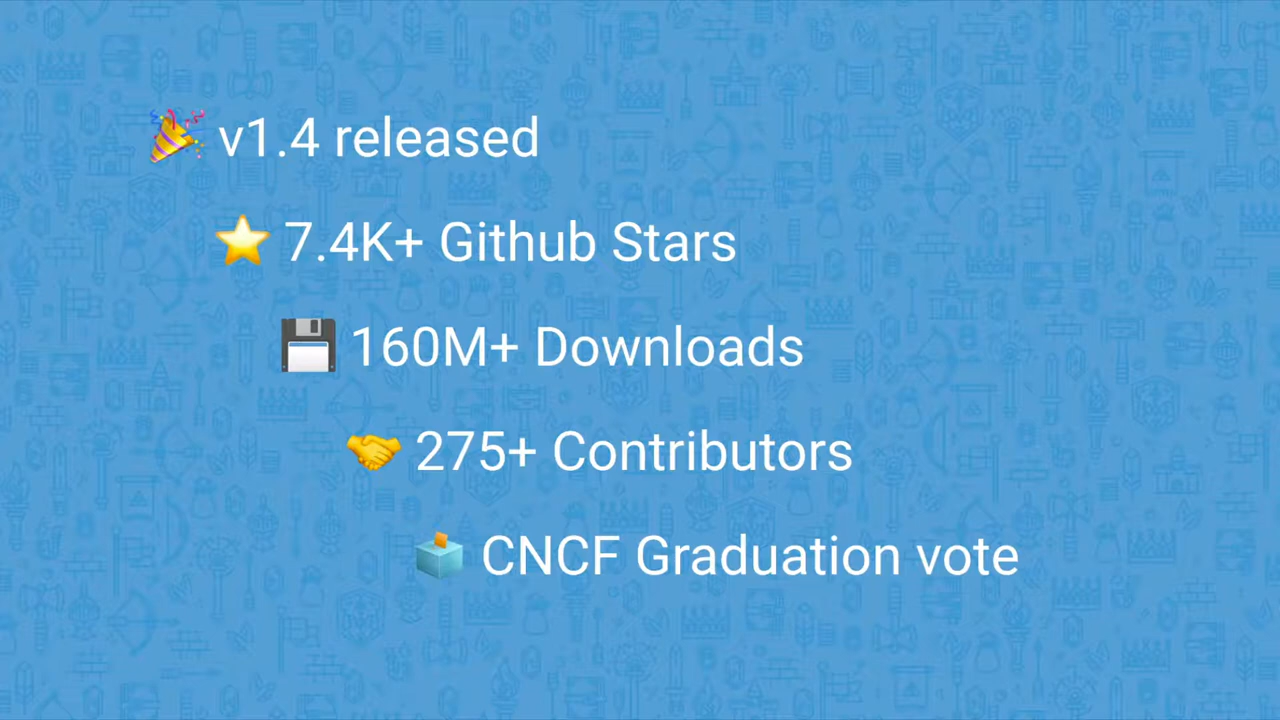 🎉 v1.4 released
⭐ 7.4K+ Github Stars
💾 160M+ Downloads
🤝 275+ Contributors
🗳️ CNCF Graduation vote